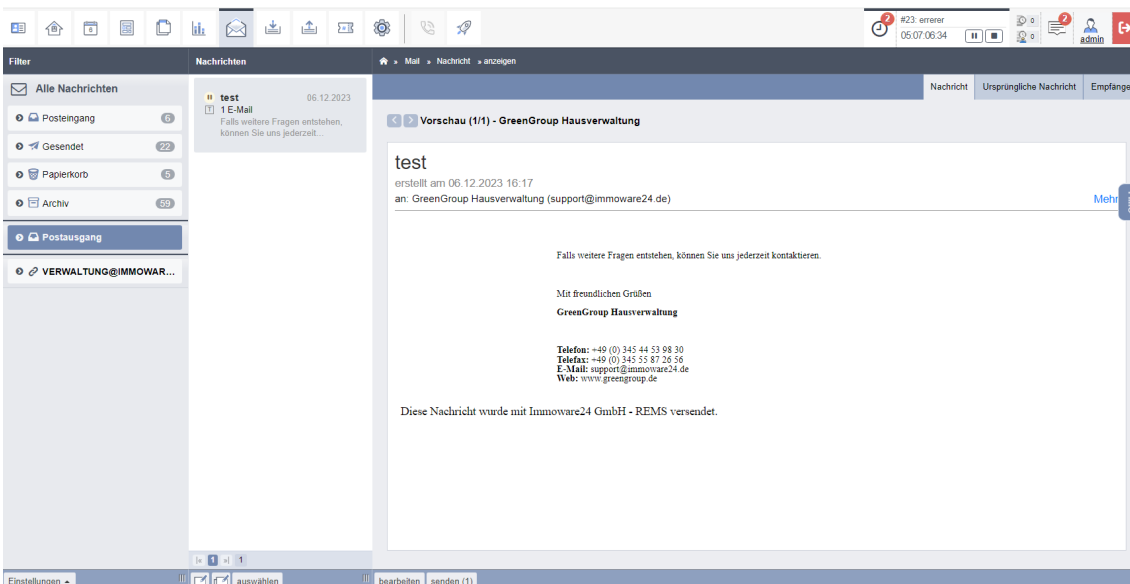 2
#23: errerer
05:07:06:34
0
0
2
admin
6
Filter
Nachrichten
» Mail » Nachricht » anzeigen
Alle Nachrichten
Posteingang 6
Gesendet 22
Papierkorb 5
Archiv 59
Postausgang
VERWALTUNG@IMMOWAR...
test 06.12.2023
1 E-Mail
Falls weitere Fragen entstehen,
können Sie uns jederzeit...
Nachricht Ursprüngliche Nachricht Empfänge
Vorschau (1/1) - GreenGroup Hausverwaltung
test
erstellt am 06.12.2023 16:17
an: GreenGroup Hausverwaltung (support@immoware24.de)
Mehr
Falls weitere Fragen entstehen, können Sie uns jederzeit kontaktieren.
Mit freundlichen Grüßen
GreenGroup Hausverwaltung
Telefon: +49 (0) 345 44 53 98 30
Telefax: +49 (0) 345 55 87 26 56
E-Mail: support@immoware24.de
Web: www.greengroup.de
Diese Nachricht wurde mit Immoware24 GmbH - REMS versendet.
1 1
Einstellungen
auswählen
bearbeiten senden (1)